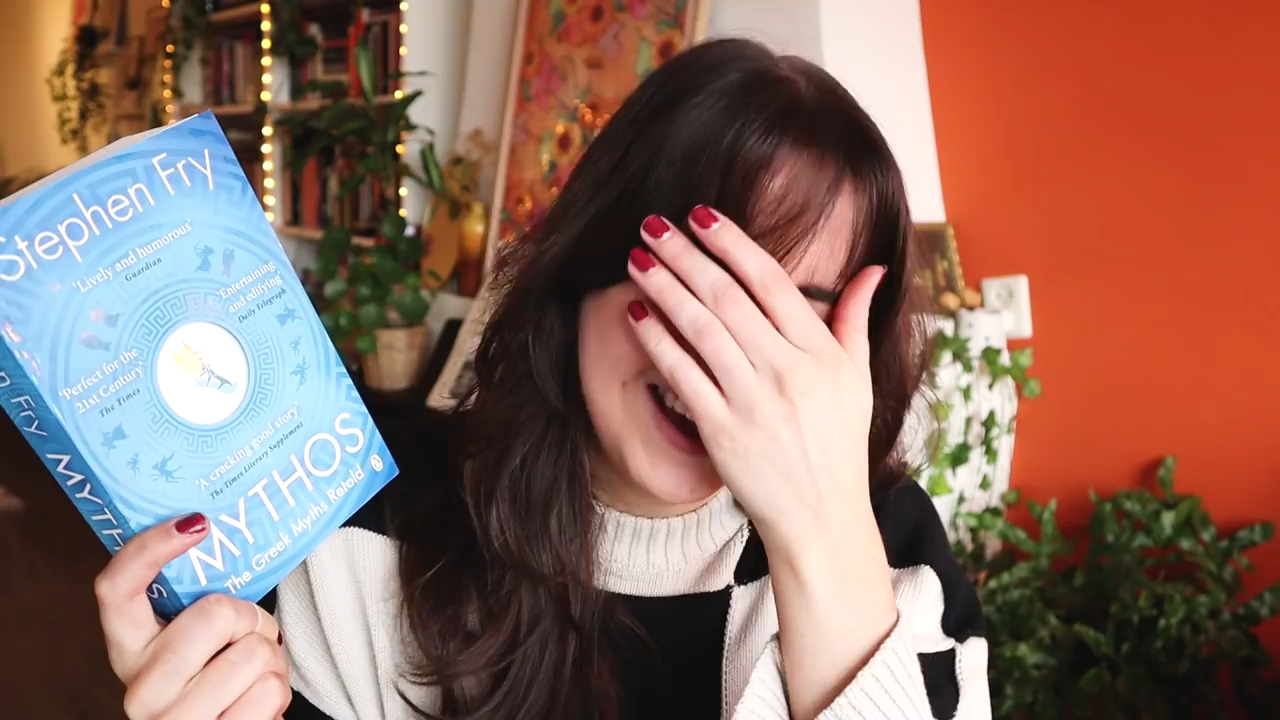 Stephen Fry
'Lively and humorous'
Guardian
'Entertaining
and edifying'
Daily Telegraph
'Perfect for the
21st Century'
The Times
'A cracking good story'
The Times Literary Supplement
MYTHOS
The Greek Myths Retold
n Fry MYTHOS